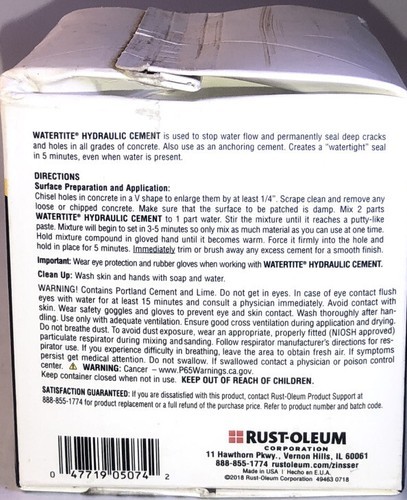 WATERTITE® HYDRAULIC CEMENT is used to stop water flow and permanently seal deep cracks
and holes in all grades of concrete. Also use as an anchoring cement. Creates a "watertight" seal
in 5 minutes, even when water is present.
DIRECTIONS
Surface Preparation and Application:
Chisel holes in concrete in a V shape to enlarge them by at least 1/4". Scrape clean and remove any
loose or chipped concrete. Make sure that the surface to be patched is damp. Mix 2 parts
WATERTITE® HYDRAULIC CEMENT to 1 part water. Stir the mixture until it reaches a putty-like
paste. Mixture will begin to set in 3-5 minutes so only mix as much material as you can use at one time.
Hold mixture compound in gloved hand until it becomes warm. Force it firmly into the hole and
hold in place for 5 minutes. Immediately trim or brush away any excess cement for a smooth finish.
Important: Wear eye protection and rubber gloves when working with WATERTITE® HYDRAULIC CEMENT.
Clean Up: Wash skin and hands with soap and water.
WARNING! Contains Portland Cement and Lime. Do not get in eyes. In case of eye contact flush
eyes with water for at least 15 minutes and consult a physician immediately. Avoid contact with
skin. Wear safety goggles and gloves to prevent eye and skin contact. Wash thoroughly after han-
dling. Use only with adequate ventilation. Ensure good cross ventilation during application and drying.
Do not breathe dust. To avoid dust exposure, wear an appropriate, properly fitted (NIOSH approved)
particulate respirator during mixing and sanding. Follow respirator manufacturer's directions for res-
pirator use. If you experience difficulty in breathing, leave the area to obtain fresh air. If symptoms
persist get medical attention. Do not swallow. If swallowed contact a physician or poison control
center. ⚠ WARNING: Cancer – www.P65Warnings.ca.gov.
Keep container closed when not in use. KEEP OUT OF REACH OF CHILDREN.
SATISFACTION GUARANTEED: If you are dissatisfied with this product, contact Rust-Oleum Product Support at
888-855-1774 for product replacement or a full refund of the purchase price. Refer to product number and batch code.
RUST-OLEUM
CORPORATION
11 Hawthorn Pkwy., Vernon Hills, IL 60061
888-855-1774 rustoleum.com/zinsser
Made in USA / Hecho en E.U.A.
©2018 Rust-Oleum Corporation 49463 0718
0 47719 05074 2